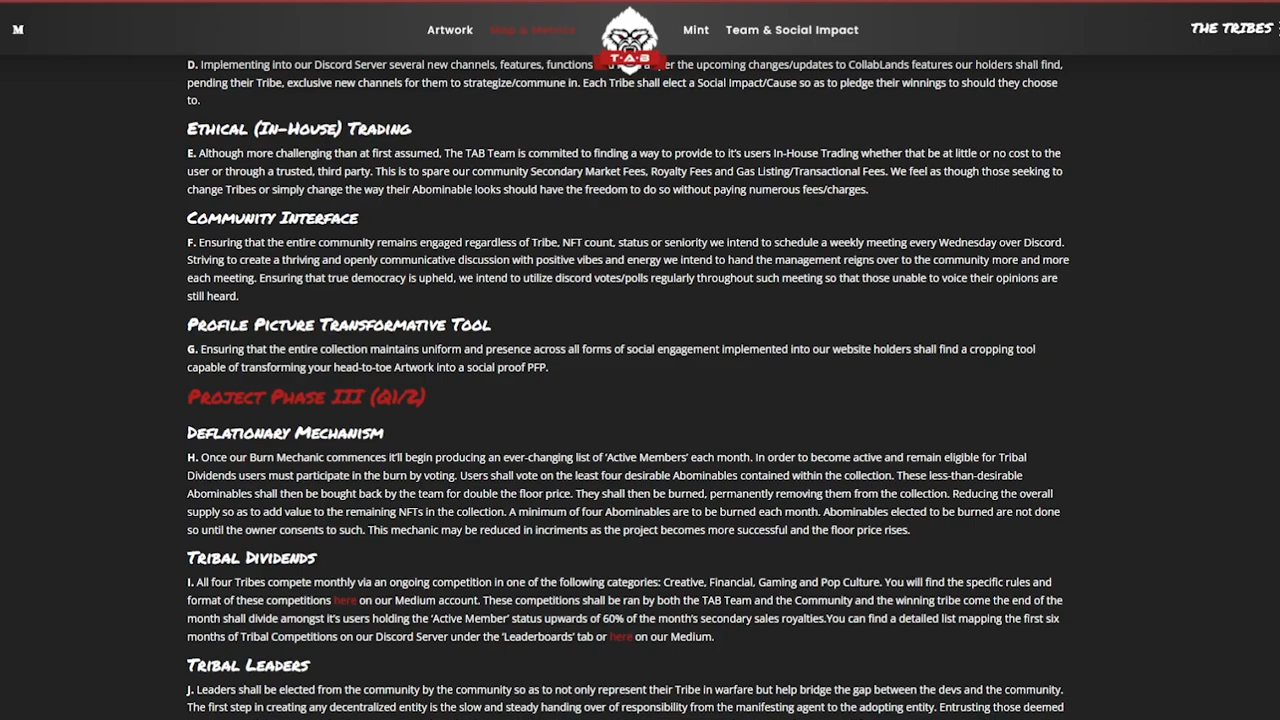 M
Artwork
Map & Metrics
T·A·B
Mint
Team & Social Impact
THE TRIBES
D. Implementing into our Discord Server several new channels, features, functions er the upcoming changes/updates to CollabLands features our holders shall find,
pending their Tribe, exclusive new channels for them to strategize/commune in. Each Tribe shall elect a Social Impact/Cause so as to pledge their winnings to should they choose
to.
Ethical (In-House) Trading
E. Although more challenging than at first assumed, The TAB Team is commited to finding a way to provide to it's users In-House Trading whether that be at little or no cost to the
user or through a trusted, third party. This is to spare our community Secondary Market Fees, Royalty Fees and Gas Listing/Transactional Fees. We feel as though those seeking to
change Tribes or simply change the way their Abominable looks should have the freedom to do so without paying numerous fees/charges.
Community Interface
F. Ensuring that the entire community remains engaged regardless of Tribe, NFT count, status or seniority we intend to schedule a weekly meeting every Wednesday over Discord.
Striving to create a thriving and openly communicative discussion with positive vibes and energy we intend to hand the management reigns over to the community more and more
each meeting. Ensuring that true democracy is upheld, we intend to utilize discord votes/polls regularly throughout such meeting so that those unable to voice their opinions are
still heard.
Profile Picture Transformative Tool
G. Ensuring that the entire collection maintains uniform and presence across all forms of social engagement implemented into our website holders shall find a cropping tool
capable of transforming your head-to-toe Artwork into a social proof PFP.
Project Phase III (Q1/2)
Deflationary Mechanism
H. Once our Burn Mechanic commences it'll begin producing an ever-changing list of 'Active Members' each month. In order to become active and remain eligible for Tribal
Dividends users must participate in the burn by voting. Users shall vote on the least four desirable Abominables contained within the collection. These less-than-desirable
Abominables shall then be bought back by the team for double the floor price. They shall then be burned, permanently removing them from the collection. Reducing the overall
supply so as to add value to the remaining NFTs in the collection. A minimum of four Abominables are to be burned each month. Abominables elected to be burned are not done
so until the owner consents to such. This mechanic may be reduced in incriments as the project becomes more successful and the floor price rises.
Tribal Dividends
I. All four Tribes compete monthly via an ongoing competition in one of the following categories: Creative, Financial, Gaming and Pop Culture. You will find the specific rules and
format of these competitions here on our Medium account. These competitions shall be ran by both the TAB Team and the Community and the winning tribe come the end of the
month shall divide amongst it's users holding the 'Active Member' status upwards of 60% of the month's secondary sales royalties.You can find a detailed list mapping the first six
months of Tribal Competitions on our Discord Server under the 'Leaderboards' tab or here on our Medium.
Tribal Leaders
J. Leaders shall be elected from the community by the community so as to not only represent their Tribe in warfare but help bridge the gap between the devs and the community.
The first step in creating any decentralized entity is the slow and steady handing over of responsibility from the manifesting agent to the adopting entity. Entrusting those deemed